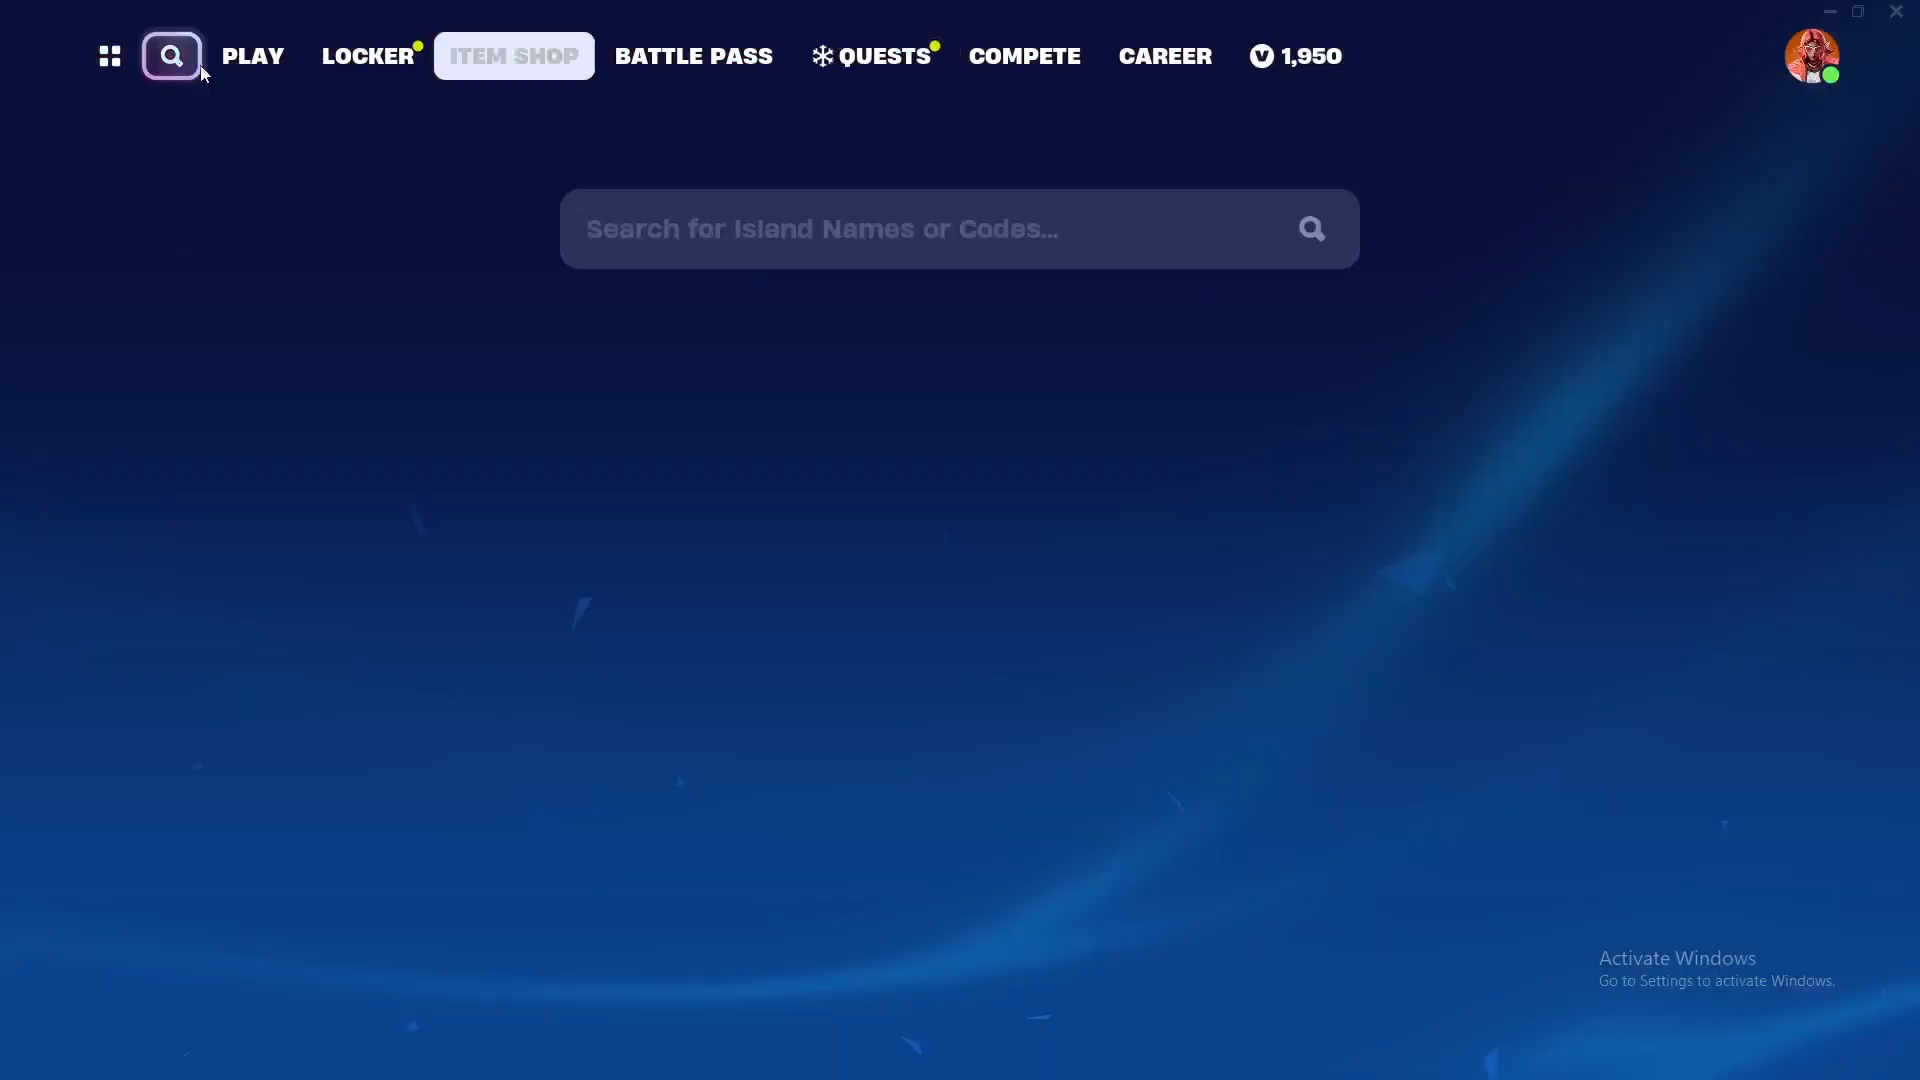 PLAY LOCKER ITEM SHOP BATTLE PASS QUESTS COMPETE CAREER V 1,950
Search for Island Names or Codes...
Activate Windows
Go to Settings to activate Windows.